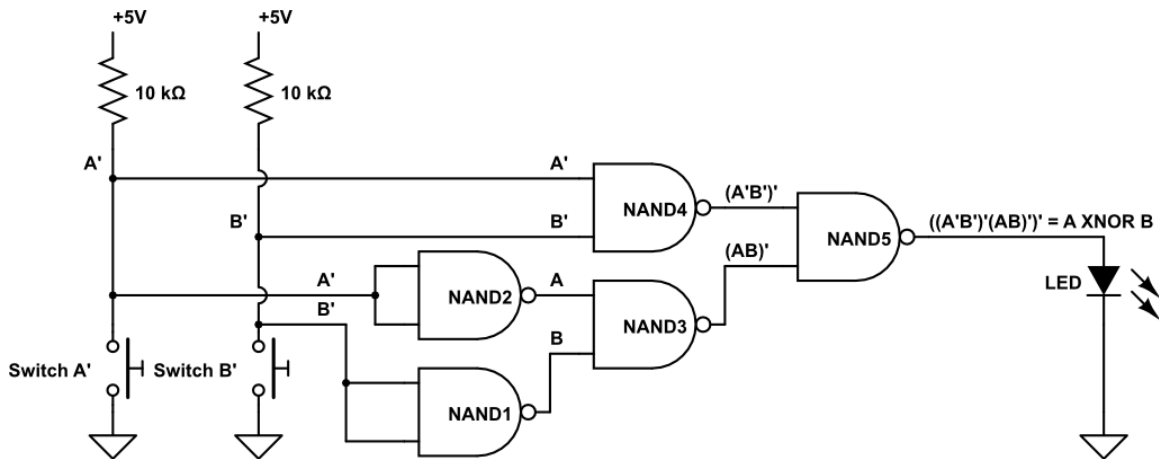 +5V
+5V
10 kΩ
10 kΩ
A'
A'
NAND4
(A'B')'
B'
B'
NAND5
((A'B')'(AB)')' = A XNOR B
A'
NAND2
A
(AB)'
LED
B'
NAND3
B
Switch A'
Switch B'
NAND1